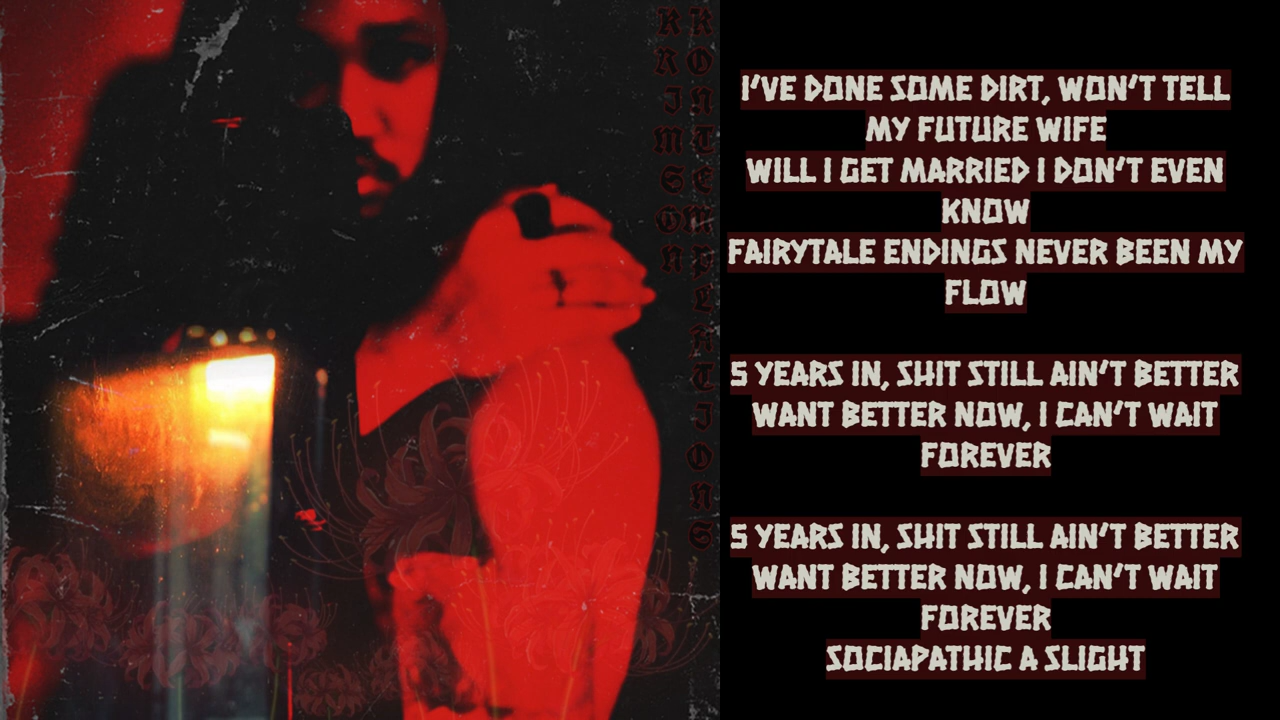 KRIMSON
KONTEMPLATIONS
I'VE DONE SOME DIRT, WON'T TELL
MY FUTURE WIFE
WILL I GET MARRIED I DON'T EVEN
KNOW
FAIRYTALE ENDINGS NEVER BEEN MY
FLOW
5 YEARS IN, SHIT STILL AIN'T BETTER
WANT BETTER NOW, I CAN'T WAIT
FOREVER
5 YEARS IN, SHIT STILL AIN'T BETTER
WANT BETTER NOW, I CAN'T WAIT
FOREVER
SOCIAPATHIC A SLIGHT